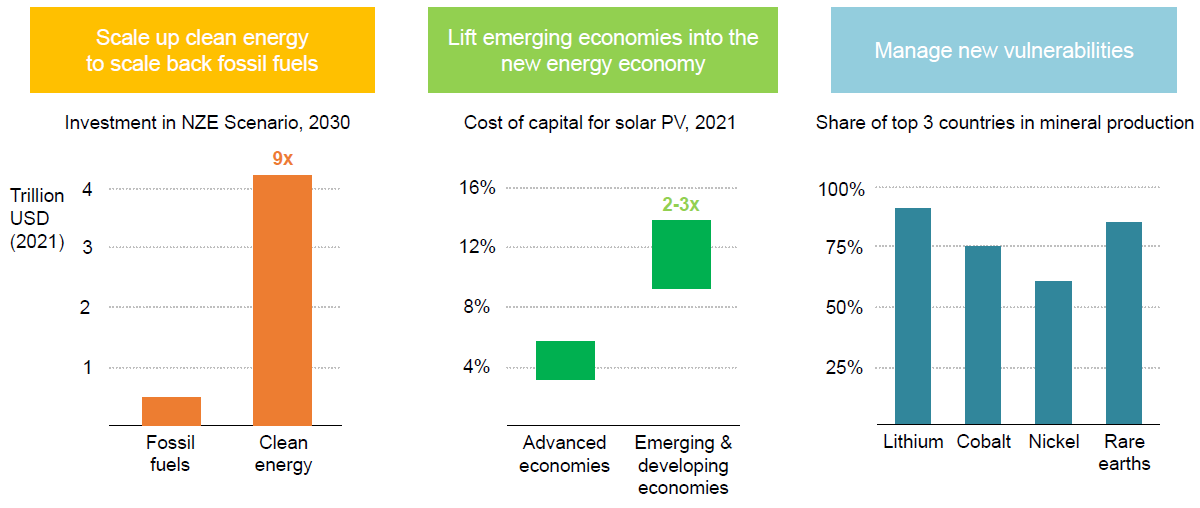 Scale up clean energy
to scale back fossil fuels
Investment in NZE Scenario, 2030
Trillion
USD
(2021)
4
3
2
1
9x
Fossil
fuels
Clean
energy
Lift emerging economies into the
new energy economy
Cost of capital for solar PV, 2021
16%
12%
8%
4%
2-3x
Advanced
economies
Emerging &
developing
economies
Manage new vulnerabilities
Share of top 3 countries in mineral production
100%
75%
50%
25%
Lithium
Cobalt
Nickel
Rare
earths